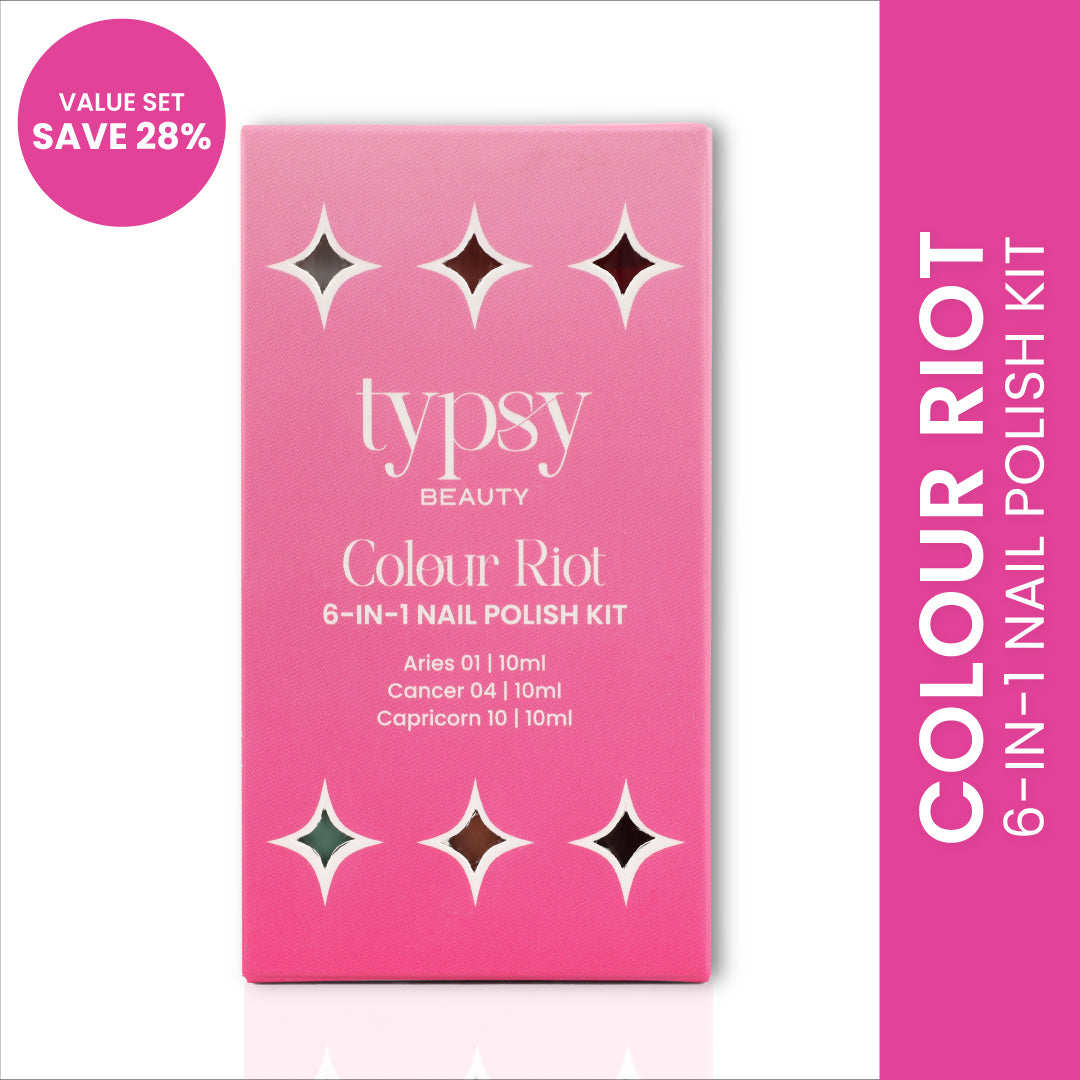 VALUE SET
SAVE 28%
typsy
BEAUTY
Colour Riot
6-IN-1 NAIL POLISH KIT
Aries 01 | 10ml
Cancer 04 | 10ml
Capricorn 10 | 10ml
COLOUR RIOT
6-IN-1 NAIL POLISH KIT